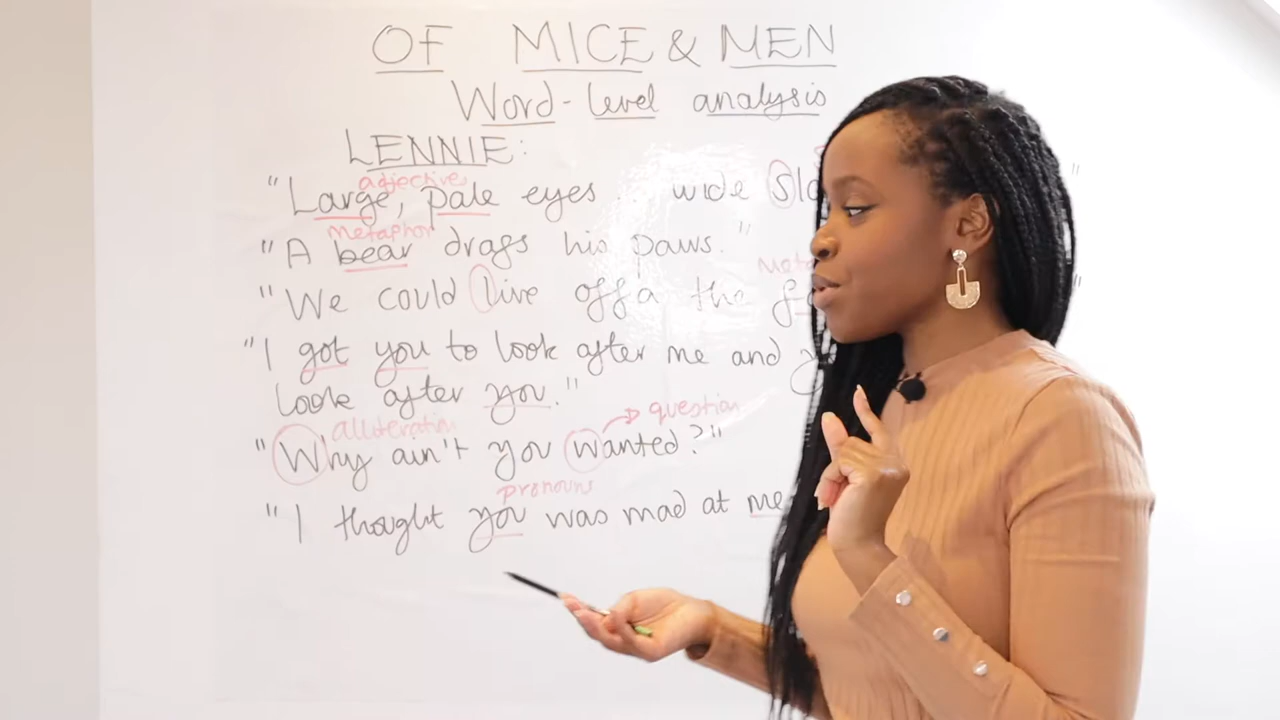 OF MICE & MEN
Word-level analysis
LENNIE:
adjective
"Large, pale eyes .. wide
metaphor
"A bear drags his paws."
"We could live offa the
"I got you to look after me and
look after you."
alliteration question
"Why ain't you wanted?"
pronouns
"I thought you was mad at me